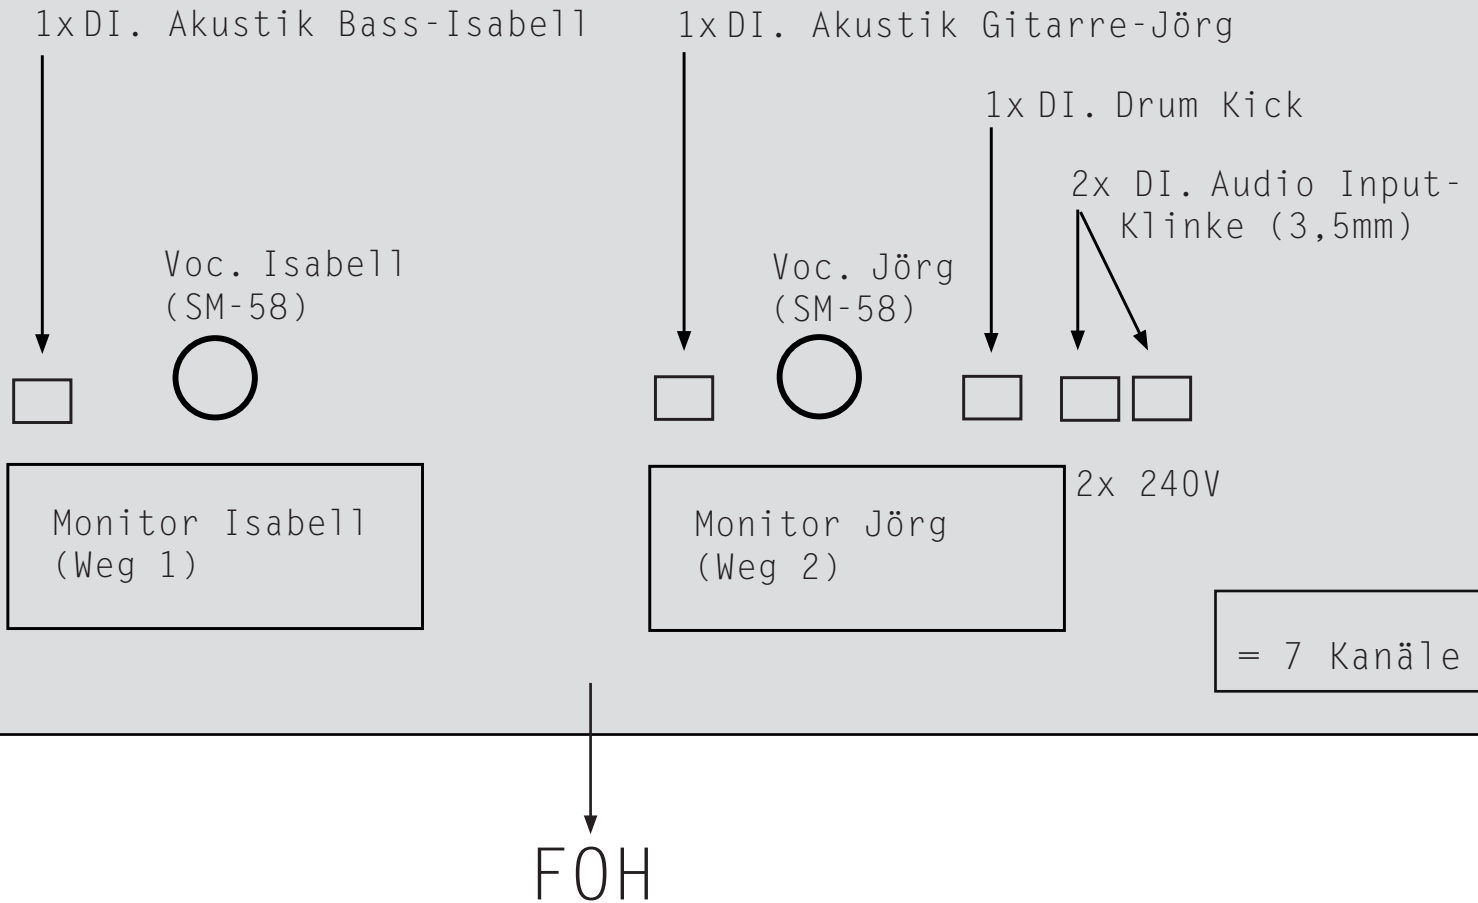 1x DI. Akustik Bass-Isabell
1x DI. Akustik Gitarre-Jörg
1x DI. Drum Kick
2x DI. Audio Input-
Klinke (3,5mm)
Voc. Isabell
(SM-58)
Voc. Jörg
(SM-58)
Monitor Isabell
(Weg 1)
Monitor Jörg
(Weg 2)
2x 240V
= 7 Kanäle
FOH